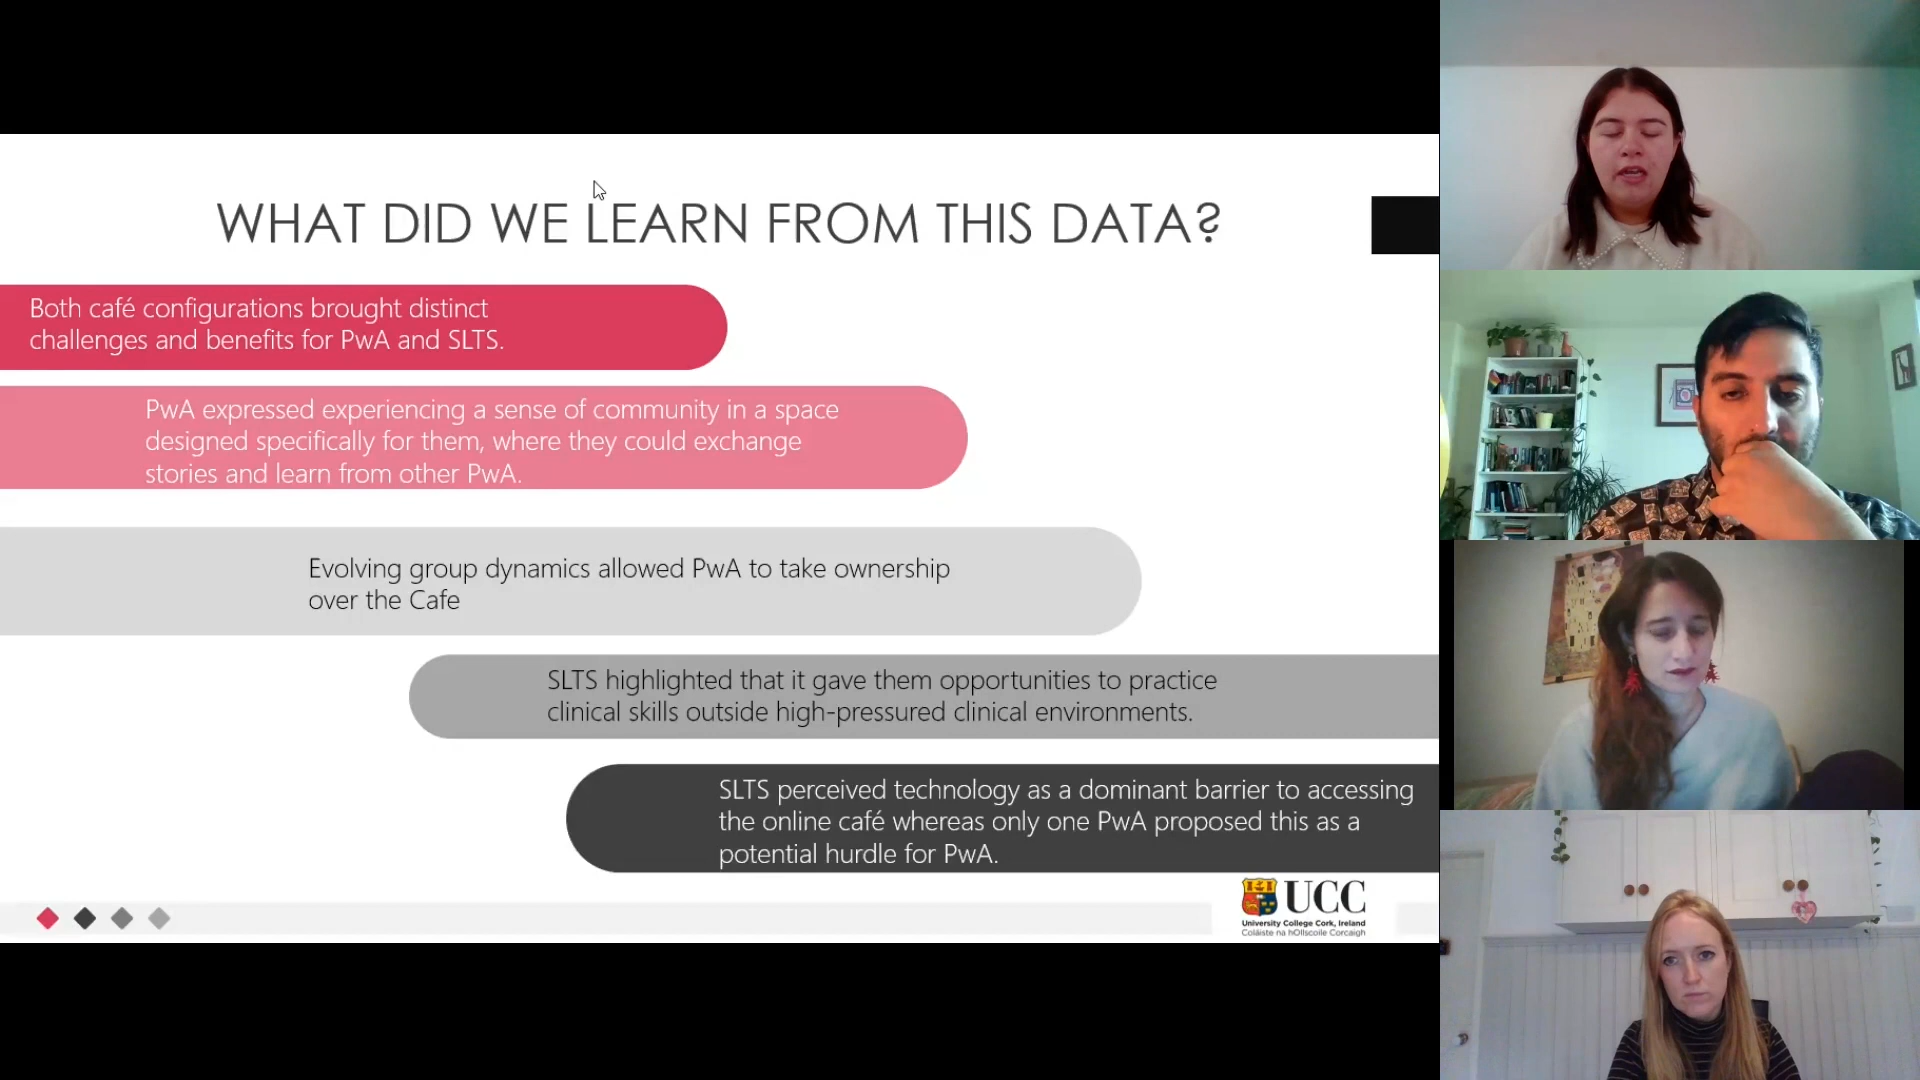 WHAT DID WE LEARN FROM THIS DATA?
Both café configurations brought distinct
challenges and benefits for PwA and SLTS.
PwA expressed experiencing a sense of community in a space
designed specifically for them, where they could exchange
stories and learn from other PwA.
Evolving group dynamics allowed PwA to take ownership
over the Cafe
SLTS highlighted that it gave them opportunities to practice
clinical skills outside high-pressured clinical environments.
SLTS perceived technology as a dominant barrier to accessing
the online café whereas only one PwA proposed this as a
potential hurdle for PwA.
UCC
University College Cork, Ireland
Coláiste na hOllscoile Corcaigh